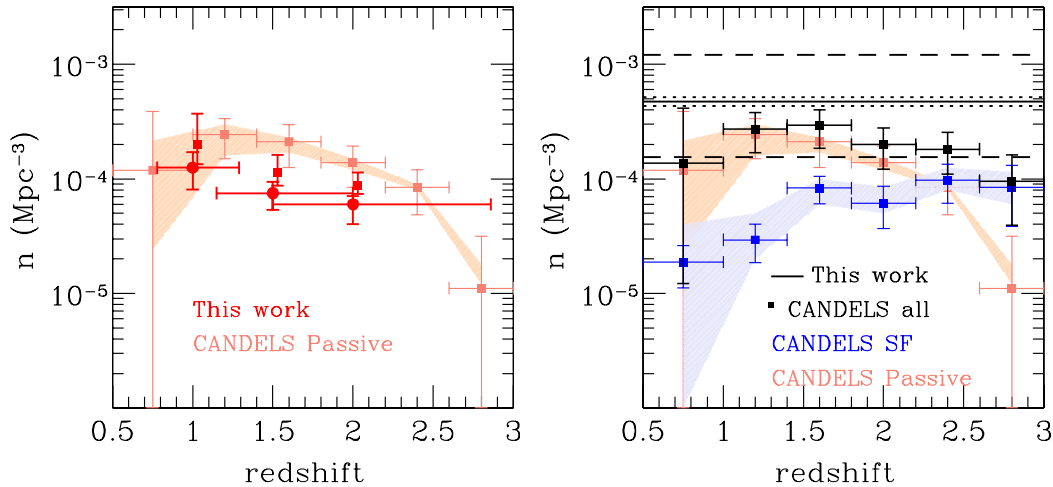 n (Mpc⁻³)
10⁻³
10⁻⁴
10⁻⁵
This work
CANDELS Passive
0.5 1 1.5 2 2.5 3
redshift
n (Mpc⁻³)
10⁻³
10⁻⁴
10⁻⁵
This work
CANDELS all
CANDELS SF
CANDELS Passive
0.5 1 1.5 2 2.5 3
redshift